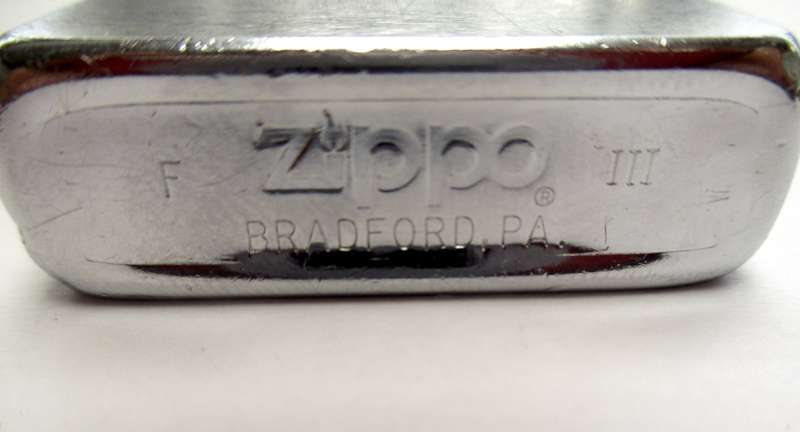 F Zippo® III
BRADFORD, PA.